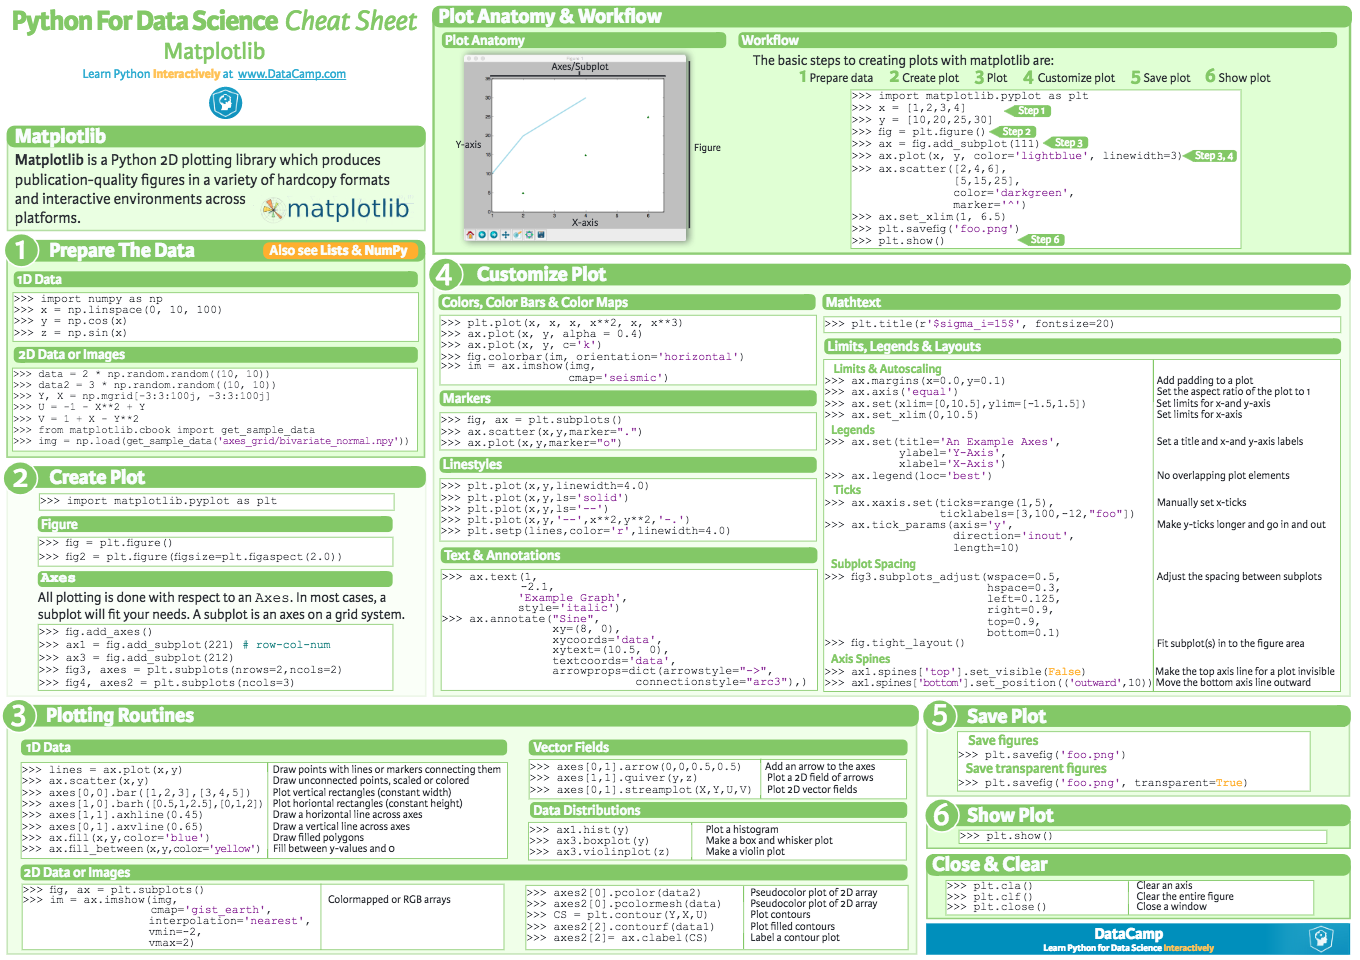 Python For Data Science Cheat Sheet
Matplotlib
Learn Python Interactively at www.DataCamp.com
Matplotlib
Matplotlib is a Python 2D plotting library which produces
publication-quality figures in a variety of hardcopy formats
and interactive environments across
platforms.
matplotlib
1 Prepare The Data
Also see Lists & NumPy
1D Data
>>> import numpy as np
>>> x = np.linspace(0, 10, 100)
>>> y = np.cos(x)
>>> z = np.sin(x)
2D Data or Images
>>> data = 2 * np.random.random((10, 10))
>>> data2 = 3 * np.random.random((10, 10))
>>> Y, X = np.mgrid[-3:3:100j, -3:3:100j]
>>> U = -1 - X**2 + Y
>>> V = 1 + X - Y**2
>>> from matplotlib.cbook import get_sample_data
>>> img = np.load(get_sample_data('axes_grid/bivariate_normal.npy'))
2 Create Plot
>>> import matplotlib.pyplot as plt
Figure
>>> fig = plt.figure()
>>> fig2 = plt.figure(figsize=plt.figaspect(2.0))
Axes
All plotting is done with respect to an Axes. In most cases, a
subplot will fit your needs. A subplot is an axes on a grid system.
>>> fig.add_axes()
>>> ax1 = fig.add_subplot(221) # row-col-num
>>> ax3 = fig.add_subplot(212)
>>> fig3, axes = plt.subplots(nrows=2,ncols=2)
>>> fig4, axes2 = plt.subplots(ncols=3)
Plot Anatomy & Workflow
Plot Anatomy
Figure 1
Axes/Subplot
Y-axis
X-axis
Figure
35
30
25
20
15
10
5
0
1 2 3 4 5 6
Workflow
The basic steps to creating plots with matplotlib are:
1 Prepare data 2 Create plot 3 Plot 4 Customize plot 5 Save plot 6 Show plot
>>> import matplotlib.pyplot as plt
>>> x = [1,2,3,4]
Step 1
>>> y = [10,20,25,30]
>>> fig = plt.figure() Step 2
>>> ax = fig.add_subplot(111) Step 3
>>> ax.plot(x, y, color='lightblue', linewidth=3) Step 3, 4
>>> ax.scatter([2,4,6],
[5,15,25],
color='darkgreen',
marker='^')
>>> ax.set_xlim(1, 6.5)
>>> plt.savefig('foo.png')
>>> plt.show() Step 6
4 Customize Plot
Colors, Color Bars & Color Maps
>>> plt.plot(x, x, x, x**2, x, x**3)
>>> ax.plot(x, y, alpha = 0.4)
>>> ax.plot(x, y, c='k')
>>> fig.colorbar(im, orientation='horizontal')
>>> im = ax.imshow(img,
cmap='seismic')
Markers
>>> fig, ax = plt.subplots()
>>> ax.scatter(x,y,marker=".")
>>> ax.plot(x,y,marker="o")
Linestyles
>>> plt.plot(x,y,linewidth=4.0)
>>> plt.plot(x,y,ls='solid')
>>> plt.plot(x,y,ls='--')
>>> plt.plot(x,y,'--',x**2,y**2,'-.')
>>> plt.setp(lines,color='r',linewidth=4.0)
Text & Annotations
>>> ax.text(1,
-2.1,
'Example Graph',
style='italic')
>>> ax.annotate("Sine",
xy=(8, 0),
xycoords='data',
xytext=(10.5, 0),
textcoords='data',
arrowprops=dict(arrowstyle="->",
connectionstyle="arc3"),)
Mathtext
>>> plt.title(r'$sigma_i=15$', fontsize=20)
Limits, Legends & Layouts
Limits & Autoscaling
>>> ax.margins(x=0.0,y=0.1) Add padding to a plot
>>> ax.axis('equal') Set the aspect ratio of the plot to 1
>>> ax.set(xlim=[0,10.5],ylim=[-1.5,1.5]) Set limits for x-and y-axis
>>> ax.set_xlim(0,10.5) Set limits for x-axis
Legends
>>> ax.set(title='An Example Axes', Set a title and x-and y-axis labels
ylabel='Y-Axis',
xlabel='X-Axis')
>>> ax.legend(loc='best') No overlapping plot elements
Ticks
>>> ax.xaxis.set(ticks=range(1,5), Manually set x-ticks
ticklabels=[3,100,-12,"foo"])
>>> ax.tick_params(axis='y', Make y-ticks longer and go in and out
direction='inout',
length=10)
Subplot Spacing
>>> fig3.subplots_adjust(wspace=0.5, Adjust the spacing between subplots
hspace=0.3,
left=0.125,
right=0.9,
top=0.9,
bottom=0.1)
>>> fig.tight_layout() Fit subplot(s) in to the figure area
Axis Spines
>>> ax1.spines['top'].set_visible(False) Make the top axis line for a plot invisible
>>> ax1.spines['bottom'].set_position(('outward',10)) Move the bottom axis line outward
3 Plotting Routines
1D Data
>>> lines = ax.plot(x,y) Draw points with lines or markers connecting them
>>> ax.scatter(x,y) Draw unconnected points, scaled or colored
>>> axes[0,0].bar([1,2,3],[3,4,5]) Plot vertical rectangles (constant width)
>>> axes[1,0].barh([0.5,1,2.5],[0,1,2]) Plot horiontal rectangles (constant height)
>>> axes[1,1].axhline(0.45) Draw a horizontal line across axes
>>> axes[0,1].axvline(0.65) Draw a vertical line across axes
>>> ax.fill(x,y,color='blue') Draw filled polygons
>>> ax.fill_between(x,y,color='yellow') Fill between y-values and 0
2D Data or Images
>>> fig, ax = plt.subplots()
>>> im = ax.imshow(img, Colormapped or RGB arrays
cmap='gist_earth',
interpolation='nearest',
vmin=-2,
vmax=2)
Vector Fields
>>> axes[0,1].arrow(0,0,0.5,0.5) Add an arrow to the axes
>>> axes[1,1].quiver(y,z) Plot a 2D field of arrows
>>> axes[0,1].streamplot(X,Y,U,V) Plot 2D vector fields
Data Distributions
>>> ax1.hist(y) Plot a histogram
>>> ax3.boxplot(y) Make a box and whisker plot
>>> ax3.violinplot(z) Make a violin plot
>>> axes2[0].pcolor(data2) Pseudocolor plot of 2D array
>>> axes2[0].pcolormesh(data) Pseudocolor plot of 2D array
>>> CS = plt.contour(Y,X,U) Plot contours
>>> axes2[2].contourf(data1) Plot filled contours
>>> axes2[2]= ax.clabel(CS) Label a contour plot
5 Save Plot
Save figures
>>> plt.savefig('foo.png')
Save transparent figures
>>> plt.savefig('foo.png', transparent=True)
6 Show Plot
>>> plt.show()
Close & Clear
>>> plt.cla() Clear an axis
>>> plt.clf() Clear the entire figure
>>> plt.close() Close a window
DataCamp
Learn Python for Data Science Interactively